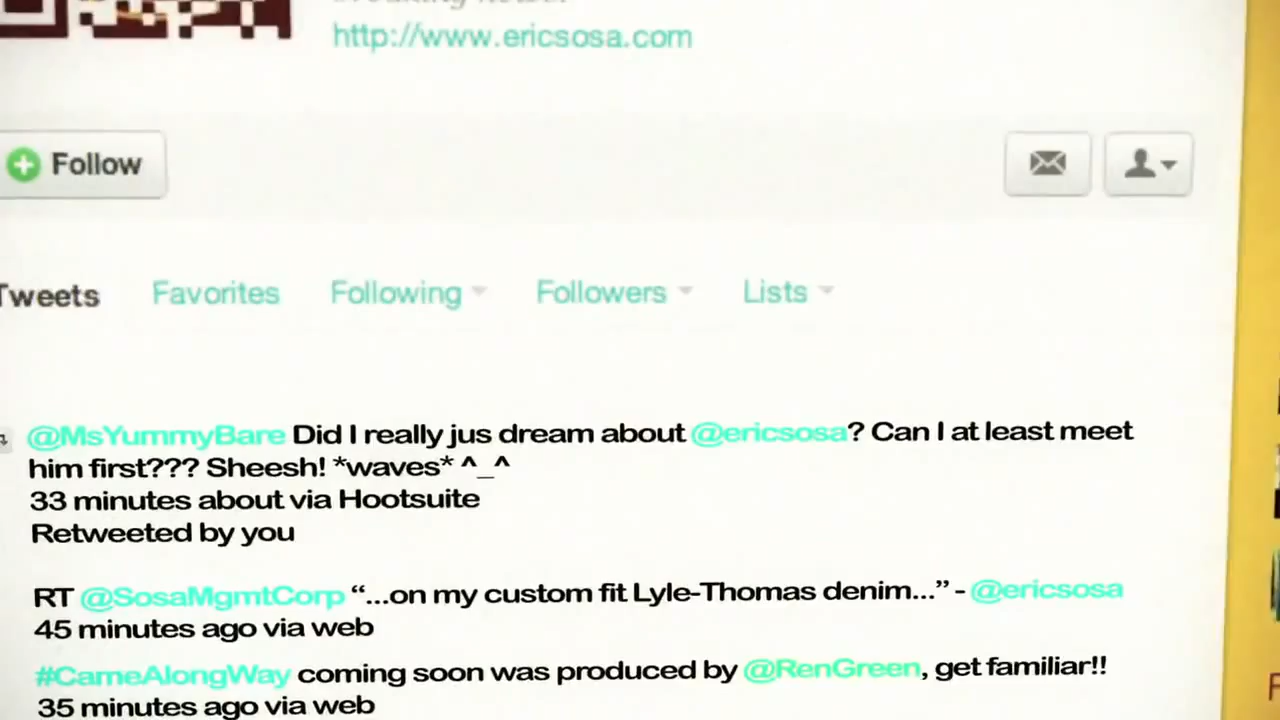 http://www.ericsosa.com
Follow
Tweets Favorites Following Followers Lists
@MsYummyBare Did I really jus dream about @ericsosa? Can I at least meet
him first??? Sheesh! *waves* ^_^
33 minutes about via Hootsuite
Retweeted by you
RT @SosaMgmtCorp “...on my custom fit Lyle-Thomas denim...” - @ericsosa
45 minutes ago via web
#CameAlongWay coming soon was produced by @RenGreen, get familiar!!
35 minutes ago via web